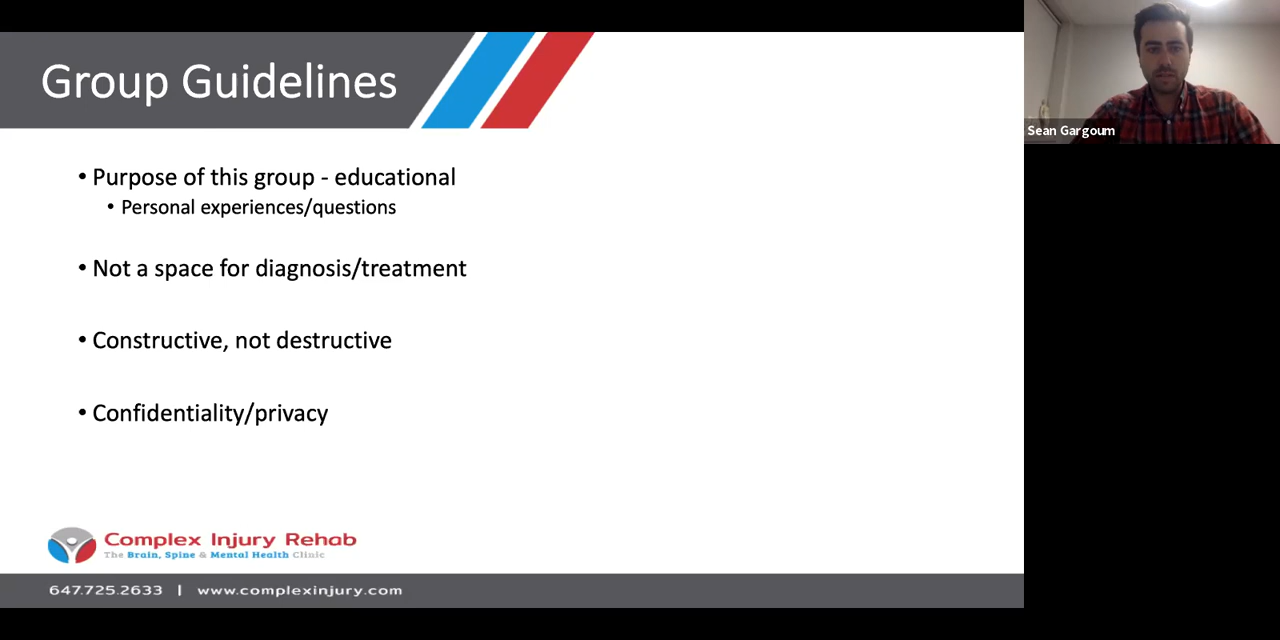 Group Guidelines
• Purpose of this group - educational
• Personal experiences/questions
• Not a space for diagnosis/treatment
• Constructive, not destructive
• Confidentiality/privacy
Complex Injury Rehab
The Brain, Spine & Mental Health Clinic
647.725.2633 | www.complexinjury.com
Sean Gargoum